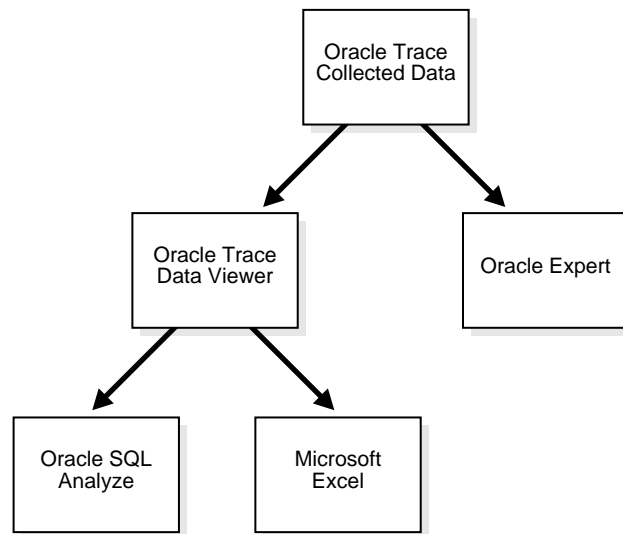 Oracle Trace
Collected Data
Oracle Trace
Data Viewer
Oracle Expert
Oracle SQL
Analyze
Microsoft
Excel